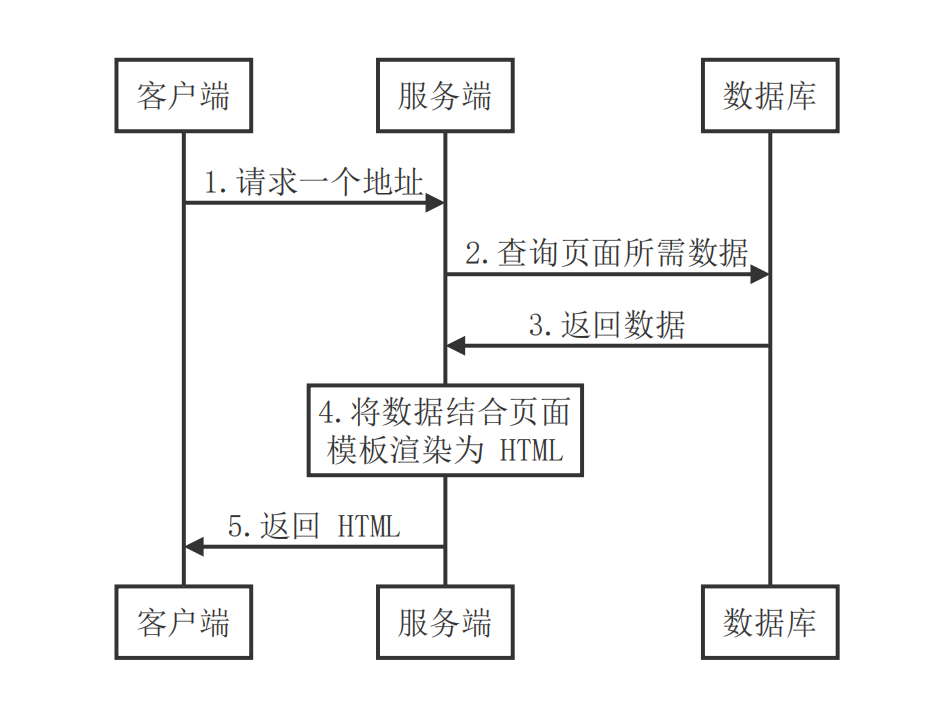 客户端
服务端
数据库
1.请求一个地址
2.查询页面所需数据
3.返回数据
4.将数据结合页面
模板渲染为 HTML
5.返回 HTML
客户端
服务端
数据库